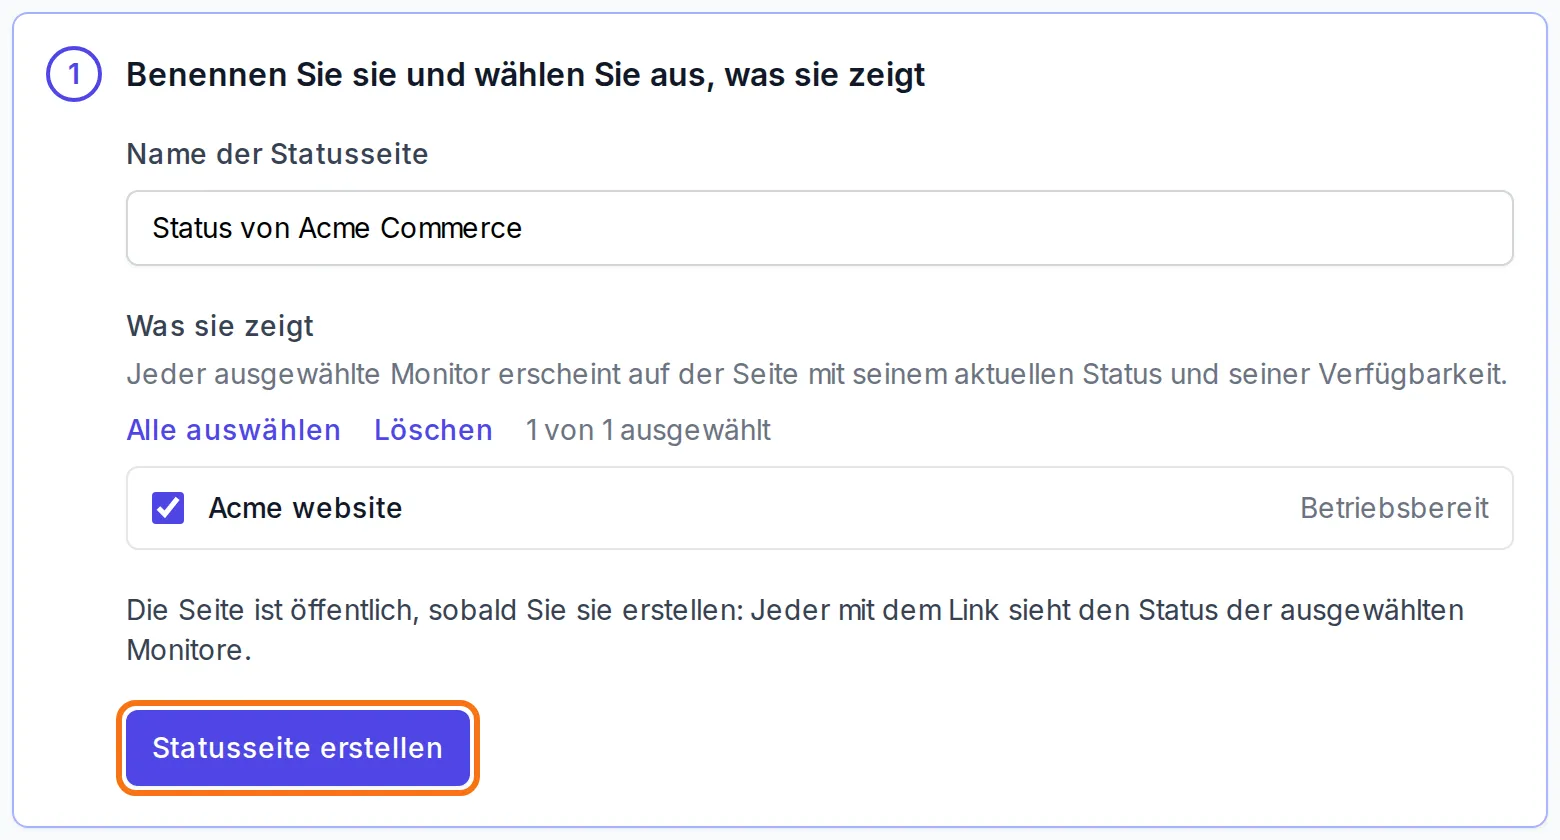 1
Benennen Sie sie und wählen Sie aus, was sie zeigt
Name der Statusseite
Status von Acme Commerce
Was sie zeigt
Jeder ausgewählte Monitor erscheint auf der Seite mit seinem aktuellen Status und seiner Verfügbarkeit.
Alle auswählen Löschen 1 von 1 ausgewählt
Acme website Betriebsbereit
Die Seite ist öffentlich, sobald Sie sie erstellen: Jeder mit dem Link sieht den Status der ausgewählten
Monitore.
Statusseite erstellen